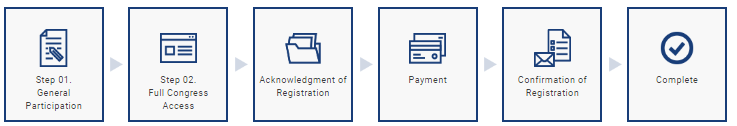 Step 01.
General
Participation
Step 02.
Full Congress
Access
Acknowledgment of
Registration
Payment
Confirmation of
Registration
Complete